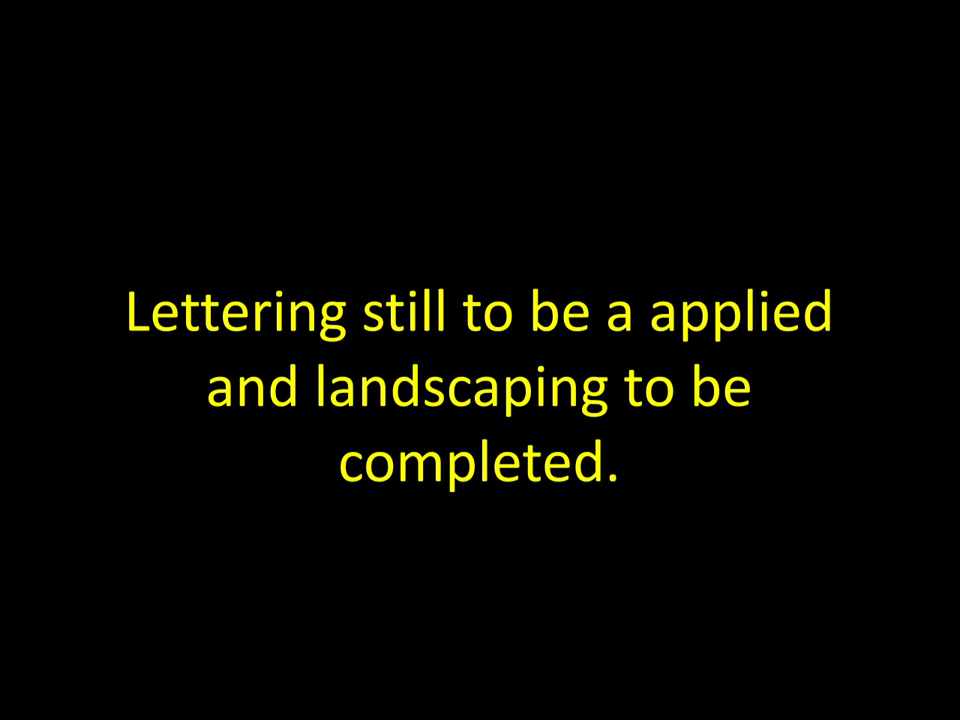 Lettering still to be a applied
and landscaping to be
completed.